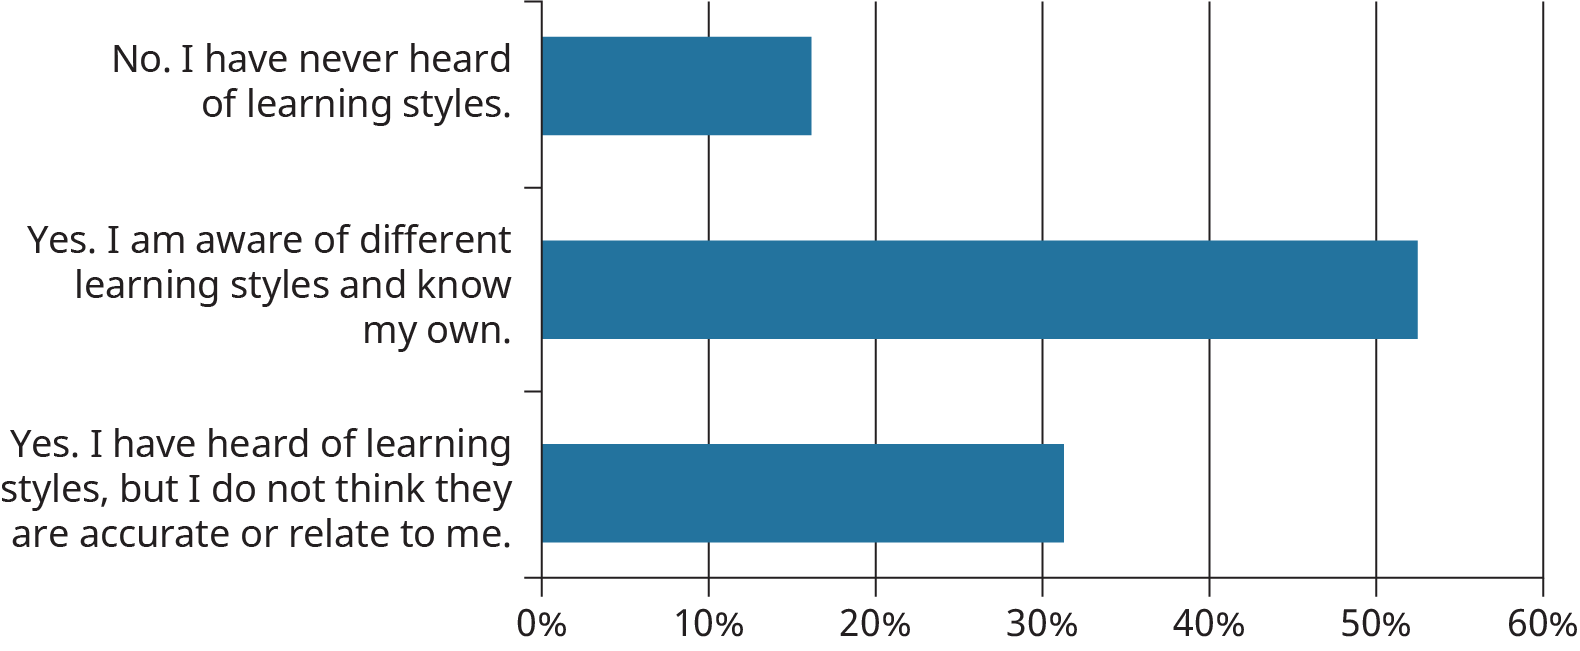 No. I have never heard
of learning styles.
Yes. I am aware of different
learning styles and know
my own.
Yes. I have heard of learning
styles, but I do not think they
are accurate or relate to me.
0% 10% 20% 30% 40% 50% 60%